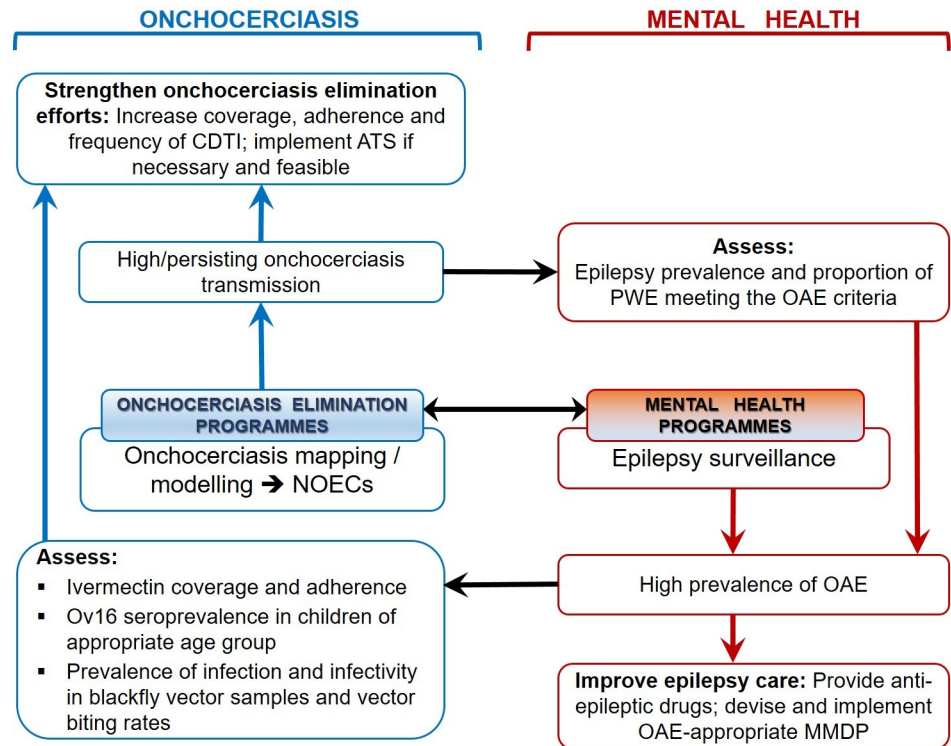 ONCHOCERCIASIS
MENTAL HEALTH
Strengthen onchocerciasis elimination
efforts: Increase coverage, adherence and
frequency of CDTI; implement ATS if
necessary and feasible
High/persisting onchocerciasis
transmission
Assess:
Epilepsy prevalence and proportion of
PWE meeting the OAE criteria
ONCHOCERCIASIS ELIMINATION
PROGRAMMES
Onchocerciasis mapping /
modelling ➔ NOECs
MENTAL HEALTH
PROGRAMMES
Epilepsy surveillance
Assess:
▪ Ivermectin coverage and adherence
▪ Ov16 seroprevalence in children of
appropriate age group
▪ Prevalence of infection and infectivity
in blackfly vector samples and vector
biting rates
High prevalence of OAE
Improve epilepsy care: Provide anti-
epileptic drugs; devise and implement
OAE-appropriate MMDP